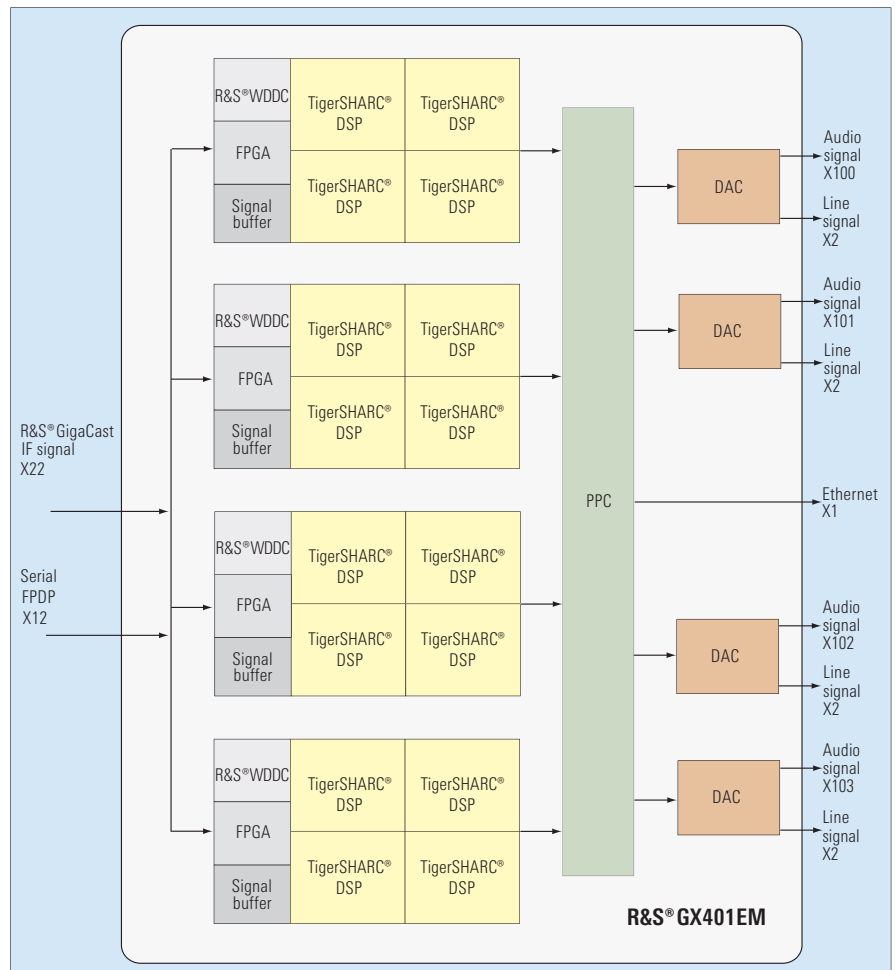 R&S®GigaCast
IF signal
X22
Serial
FPDP
X12
R&S®WDDC
FPGA
Signal
buffer
TigerSHARC®
DSP
TigerSHARC®
DSP
TigerSHARC®
DSP
TigerSHARC®
DSP
R&S®WDDC
FPGA
Signal
buffer
TigerSHARC®
DSP
TigerSHARC®
DSP
TigerSHARC®
DSP
TigerSHARC®
DSP
R&S®WDDC
FPGA
Signal
buffer
TigerSHARC®
DSP
TigerSHARC®
DSP
TigerSHARC®
DSP
TigerSHARC®
DSP
R&S®WDDC
FPGA
Signal
buffer
TigerSHARC®
DSP
TigerSHARC®
DSP
TigerSHARC®
DSP
TigerSHARC®
DSP
PPC
DAC
Audio
signal
X100
Line
signal
X2
DAC
Audio
signal
X101
Line
signal
X2
Ethernet
X1
DAC
Audio
signal
X102
Line
signal
X2
DAC
Audio
signal
X103
Line
signal
X2
R&S®GX401EM